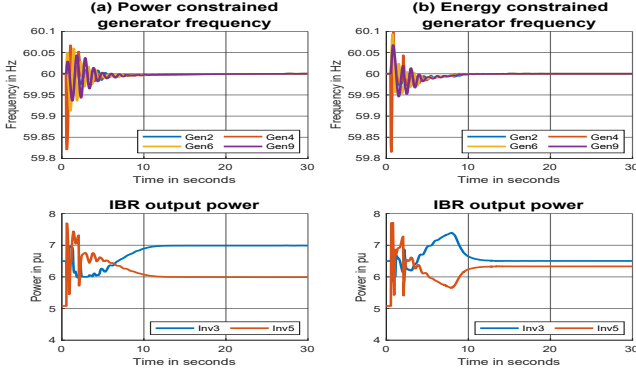 (a) Power constrained
generator frequency
60.1
60.05
60
59.95
59.9
59.85
59.8
Frequency in Hz
Gen2 Gen4
Gen6 Gen9
0 10 20 30
Time in seconds
(b) Energy constrained
generator frequency
60.1
60.05
60
59.95
59.9
59.85
59.8
Frequency in Hz
Gen2 Gen4
Gen6 Gen9
0 10 20 30
Time in seconds
IBR output power
8
7
6
5
4
Power in pu
Inv3 Inv5
0 10 20 30
Time in seconds
IBR output power
8
7
6
5
4
Power in pu
Inv3 Inv5
0 10 20 30
Time in seconds